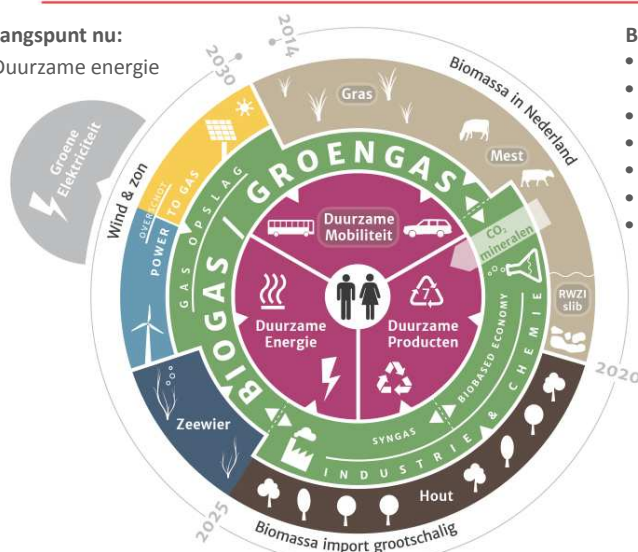 angspunt nu:
Duurzame energie
B
2014
2030
Groene
Elektriciteit
Wind & zon
OVERSCHOT
POWER
TO GAS
Gras
Biomassa in Nederland
Mest
GAS OPSLAG
BIOGAS / GROENGAS
CO₂
mineralen
Duurzame
Mobiliteit
7
Duurzame
Energie
Duurzame
Producten
RWZI
slib
2020
BIOBASED ECONOMY
SYNGAS
INDUSTRIE & CHEMIE
Zeewier
Hout
2025
Biomassa import grootschalig